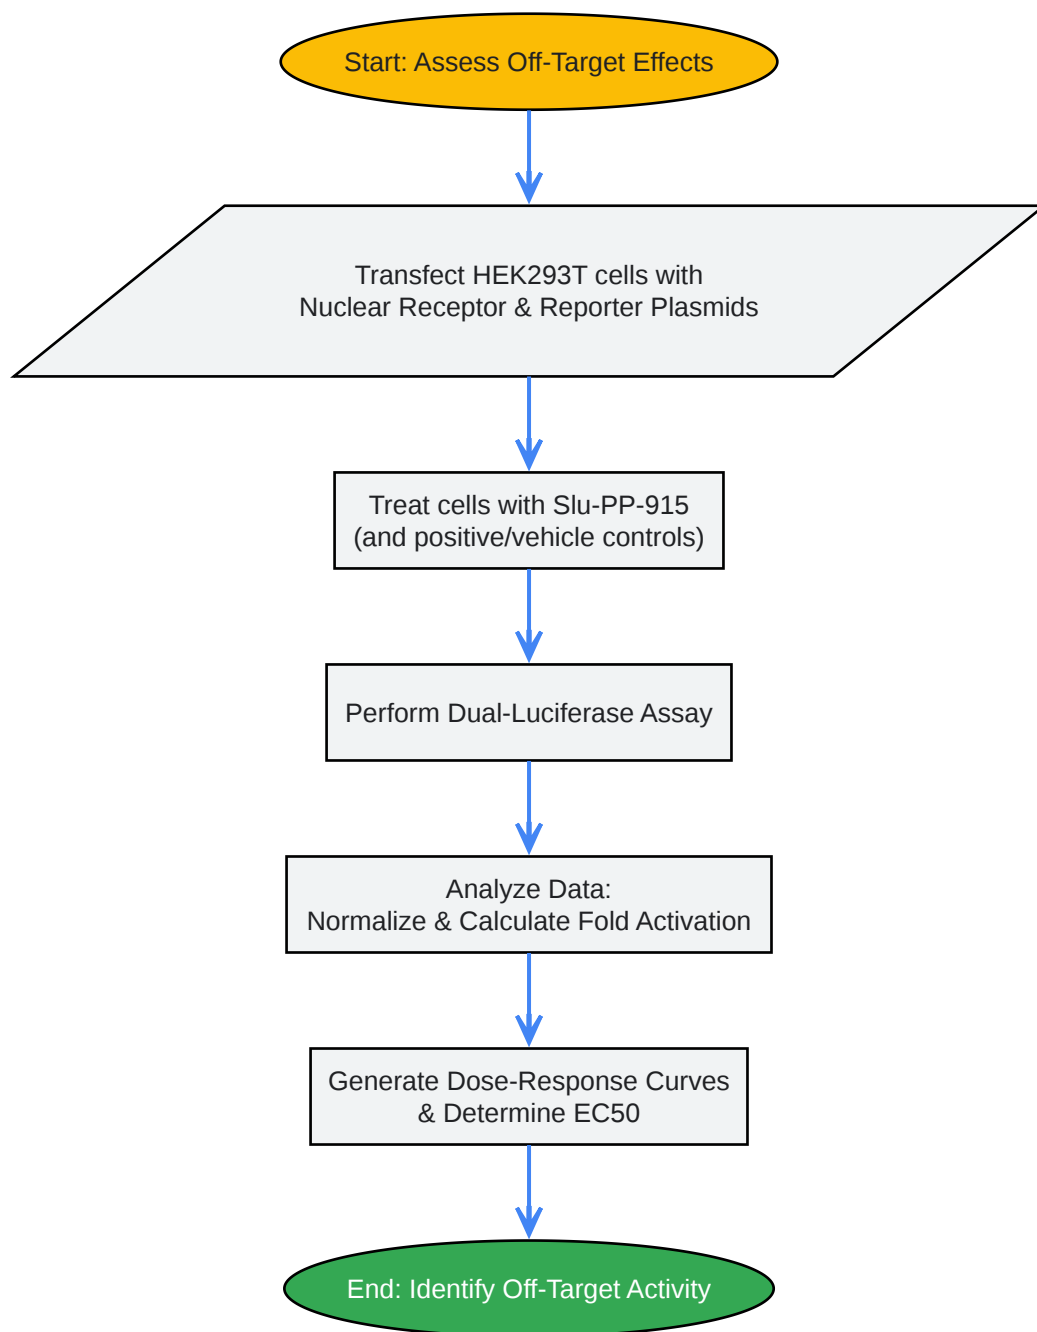 Start: Assess Off-Target Effects
Transfect HEK293T cells with
Nuclear Receptor & Reporter Plasmids
Treat cells with Slu-PP-915
(and positive/vehicle controls)
Perform Dual-Luciferase Assay
Analyze Data:
Normalize & Calculate Fold Activation
Generate Dose-Response Curves
& Determine EC50
End: Identify Off-Target Activity